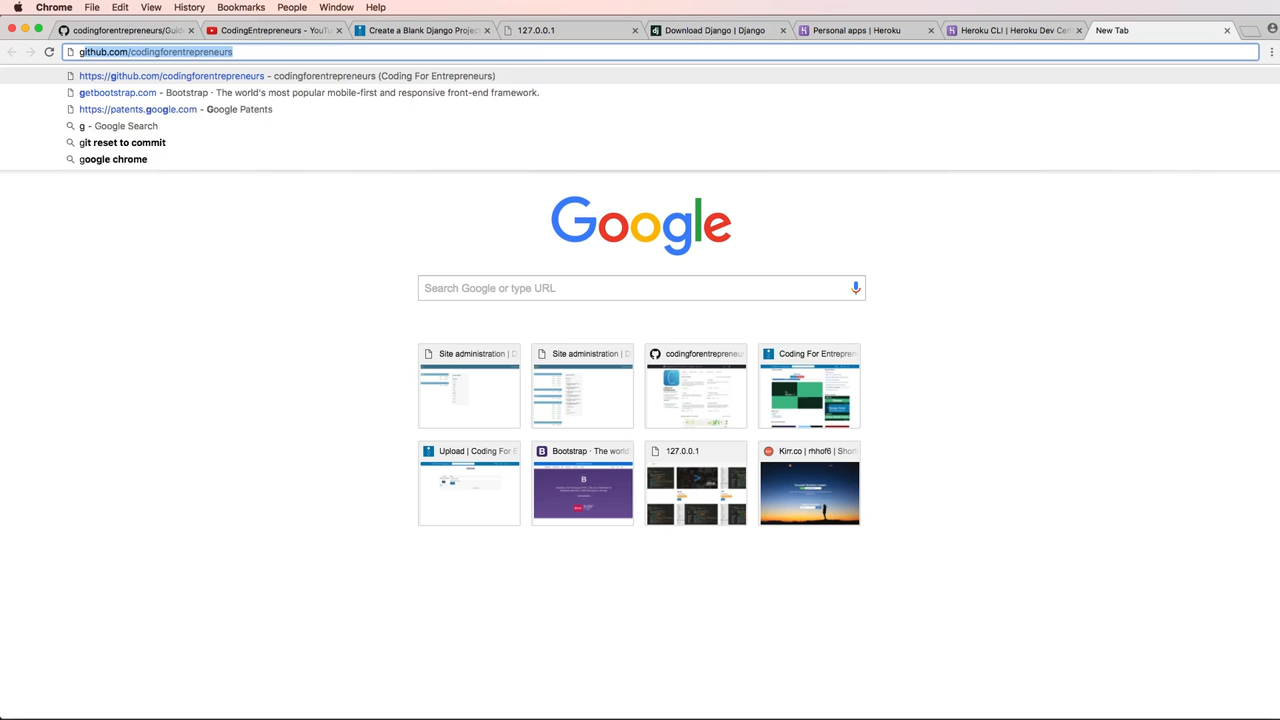 Chrome File Edit View History Bookmarks People Window Help
codingforentrepreneurs/Guid
CodingEntrepreneurs - YouTu
Create a Blank Django Projec
127.0.0.1
Download Django | Django
Personal apps | Heroku
Heroku CLI | Heroku Dev Cen
New Tab
github.com/codingforentrepreneurs
https://github.com/codingforentrepreneurs - codingforentrepreneurs (Coding For Entrepreneurs)
getbootstrap.com - Bootstrap · The world's most popular mobile-first and responsive front-end framework.
https://patents.google.com - Google Patents
g - Google Search
git reset to commit
google chrome
Google
Search Google or type URL
Site administration | D
Site administration | D
codingforentrepreneu
Coding For Entrepren
Upload | Coding For E
Bootstrap · The world'
127.0.0.1
Kirr.co | rhhof6 | Short